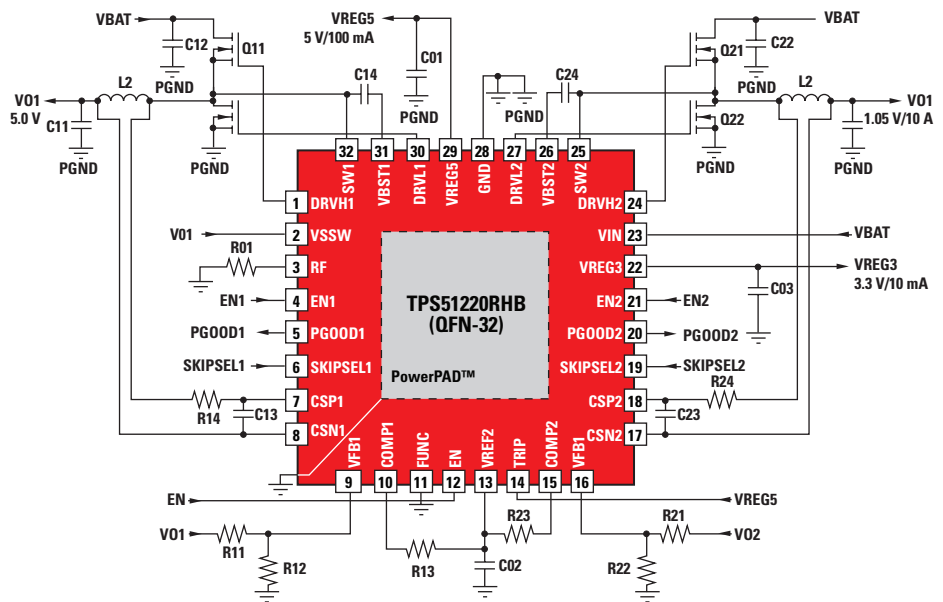 VBAT
C12
Q11
VREG5
5 V/100 mA
C01
C14
PGND
PGND
L2
VO1
5.0 V
C11
PGND
PGND
C24
PGND
VBAT
Q21
C22
PGND
L2
Q22
PGND
VO1
1.05 V/10 A
PGND
32 31 30 29 28 27 26 25
SW1 VBST1 DRVL1 VREG5 GND DRVL2 VBST2 SW2
1 DRVH1
V01 2 VSSW
R01 3 RF
EN1 4 EN1
PGOOD1 5 PGOOD1
SKIPSEL1 6 SKIPSEL1
R14 7 CSP1
C13
8 CSN1
DRVH2 24
VIN 23 VBAT
VREG3 22 VREG3
3.3 V/10 mA
C03
EN2 21 EN2
PGOOD2 20 PGOOD2
SKIPSEL2 19 SKIPSEL2
CSP2 18 R24
C23
CSN2 17
TPS51220RHB
(QFN-32)
PowerPAD™
VFB1 COMP1 FUNC EN VREF2 TRIP COMP2 VFB1
9 10 11 12 13 14 15 16
EN
VREG5
V01
R11
R12
R13
C02
R23
R22
R21
V02